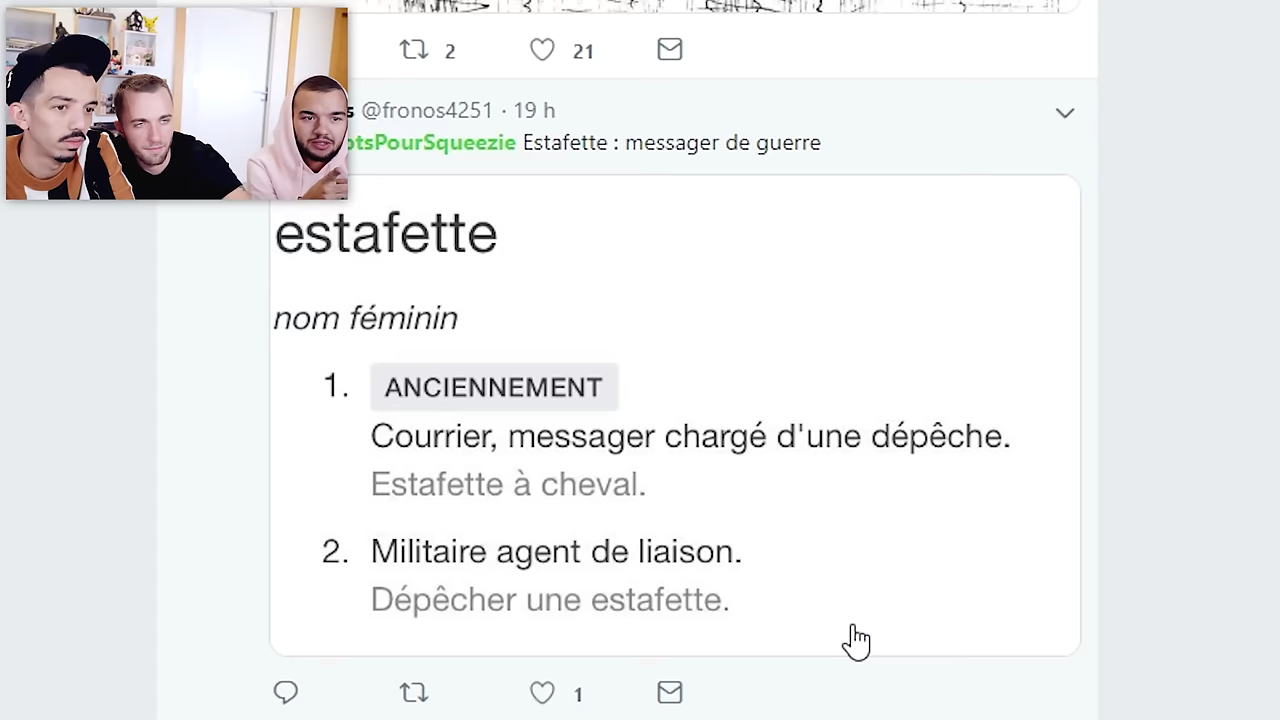 2 21
@fronos4251 · 19 h
otsPourSqueezie Estafette : messager de guerre
estafette
nom féminin
1. ANCIENNEMENT
Courrier, messager chargé d'une dépêche.
Estafette à cheval.
2. Militaire agent de liaison.
Dépêcher une estafette.
1